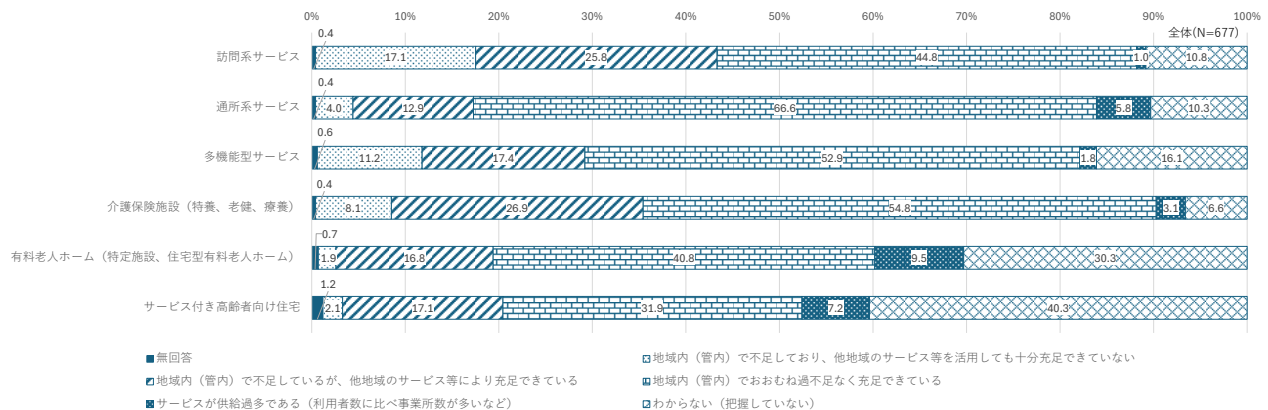 0% 10% 20% 30% 40% 50% 60% 70% 80% 90% 100%
全体(N=677)
0.4
訪問系サービス 17.1 25.8 44.8 1.0 10.8
0.4
通所系サービス 4.0 12.9 66.6 5.8 10.3
0.6
多機能型サービス 11.2 17.4 52.9 1.8 16.1
0.4
介護保険施設（特養、老健、療養） 8.1 26.9 54.8 3.1 6.6
0.7
有料老人ホーム（特定施設、住宅型有料老人ホーム） 1.9 16.8 40.8 9.5 30.3
1.2
サービス付き高齢者向け住宅 2.1 17.1 31.9 7.2 40.3
無回答
地域内（管内）で不足しており、他地域のサービス等を活用しても十分充足できていない
地域内（管内）で不足しているが、他地域のサービス等により充足できている
地域内（管内）でおおむね過不足なく充足できている
サービスが供給過多である（利用者数に比べ事業所数が多いなど）
わからない（把握していない）